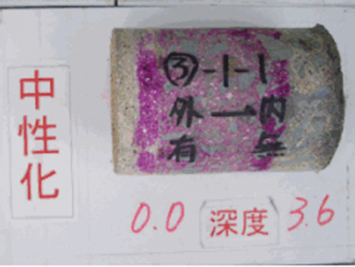 中性化
③-1-1
外→内
有 無
0.0 深度 3.6